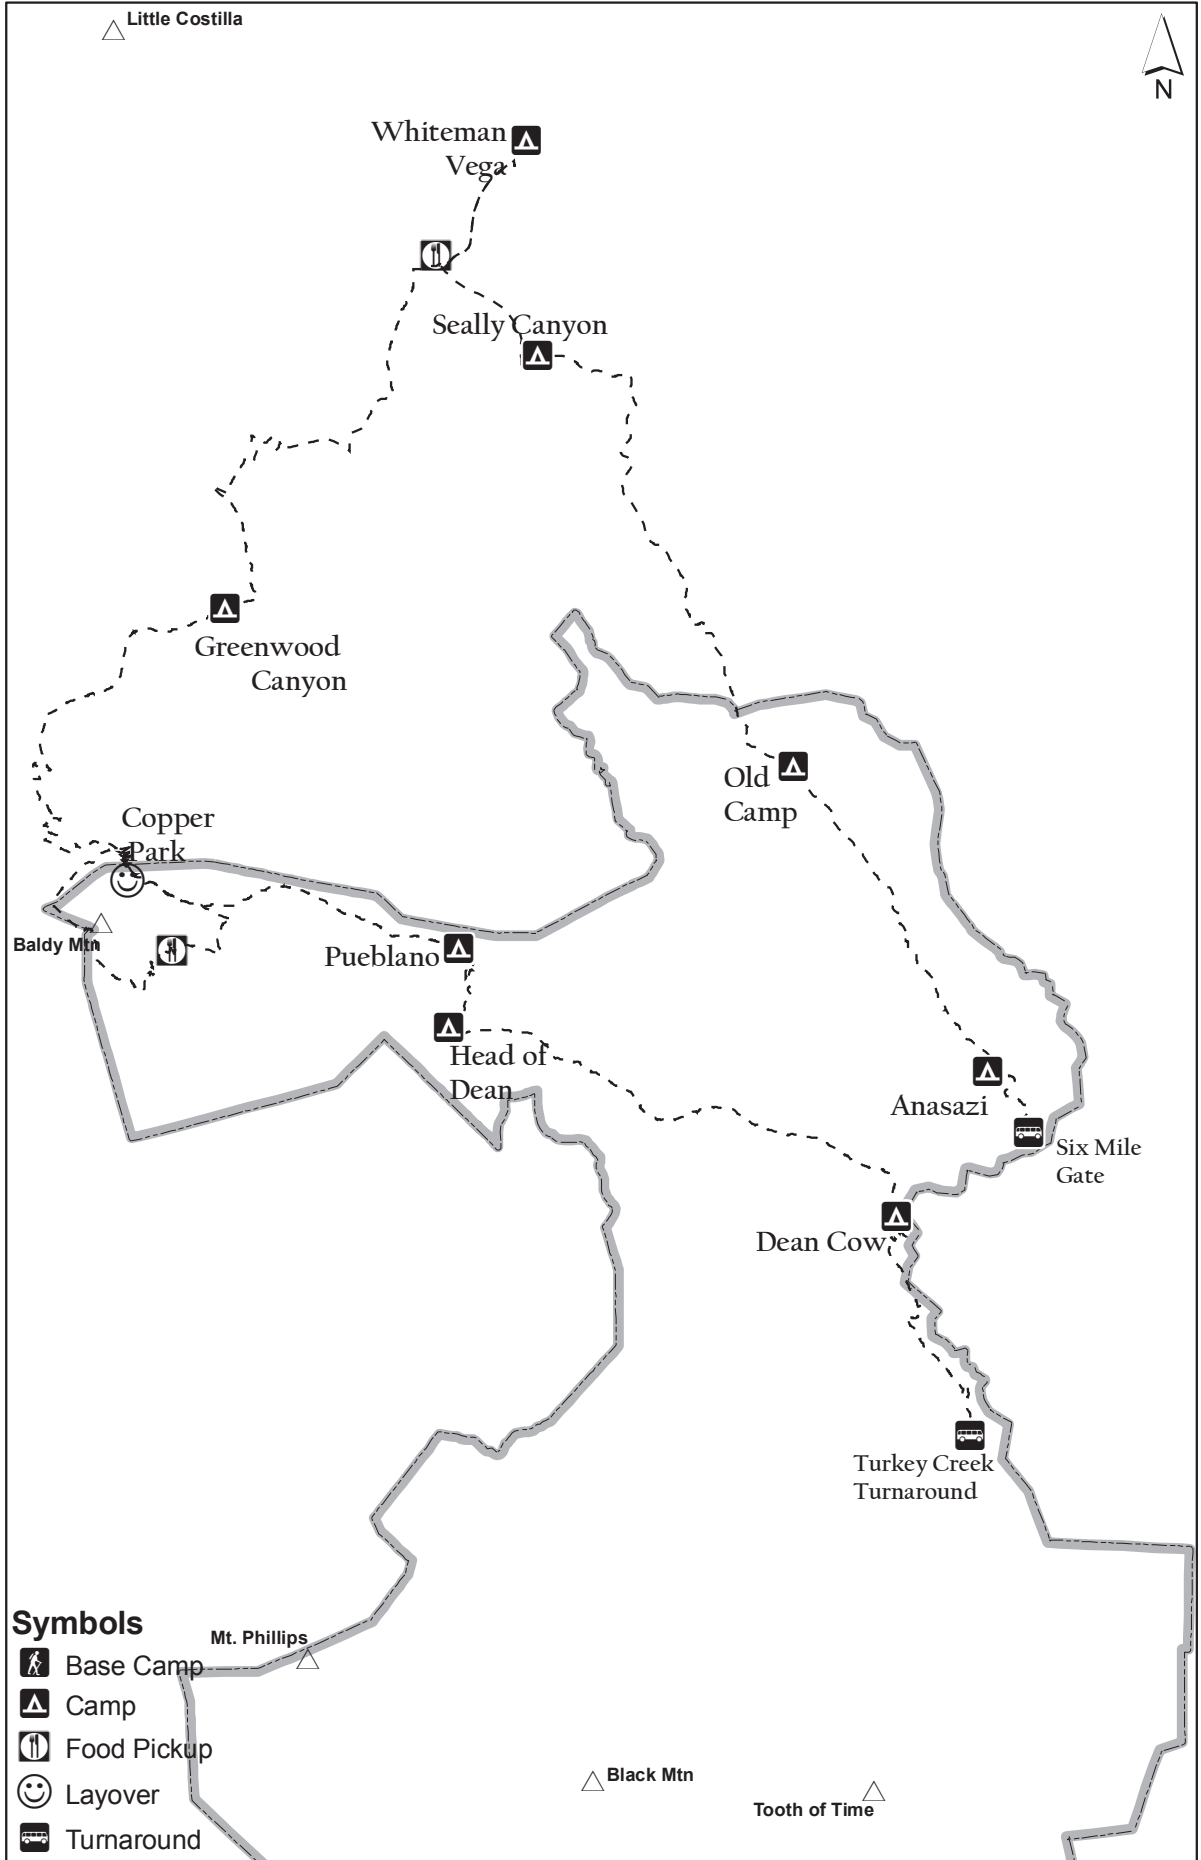 Little Costilla
N
Whiteman
Vega
Seally Canyon
Greenwood
Canyon
Old
Camp
Copper
Park
Baldy Mtn
Pueblano
Head of
Dean
Anasazi
Six Mile
Gate
Dean Cow
Turkey Creek
Turnaround
Symbols
Mt. Phillips
Base Camp
Camp
Food Pickup
Layover
Turnaround
Black Mtn
Tooth of Time